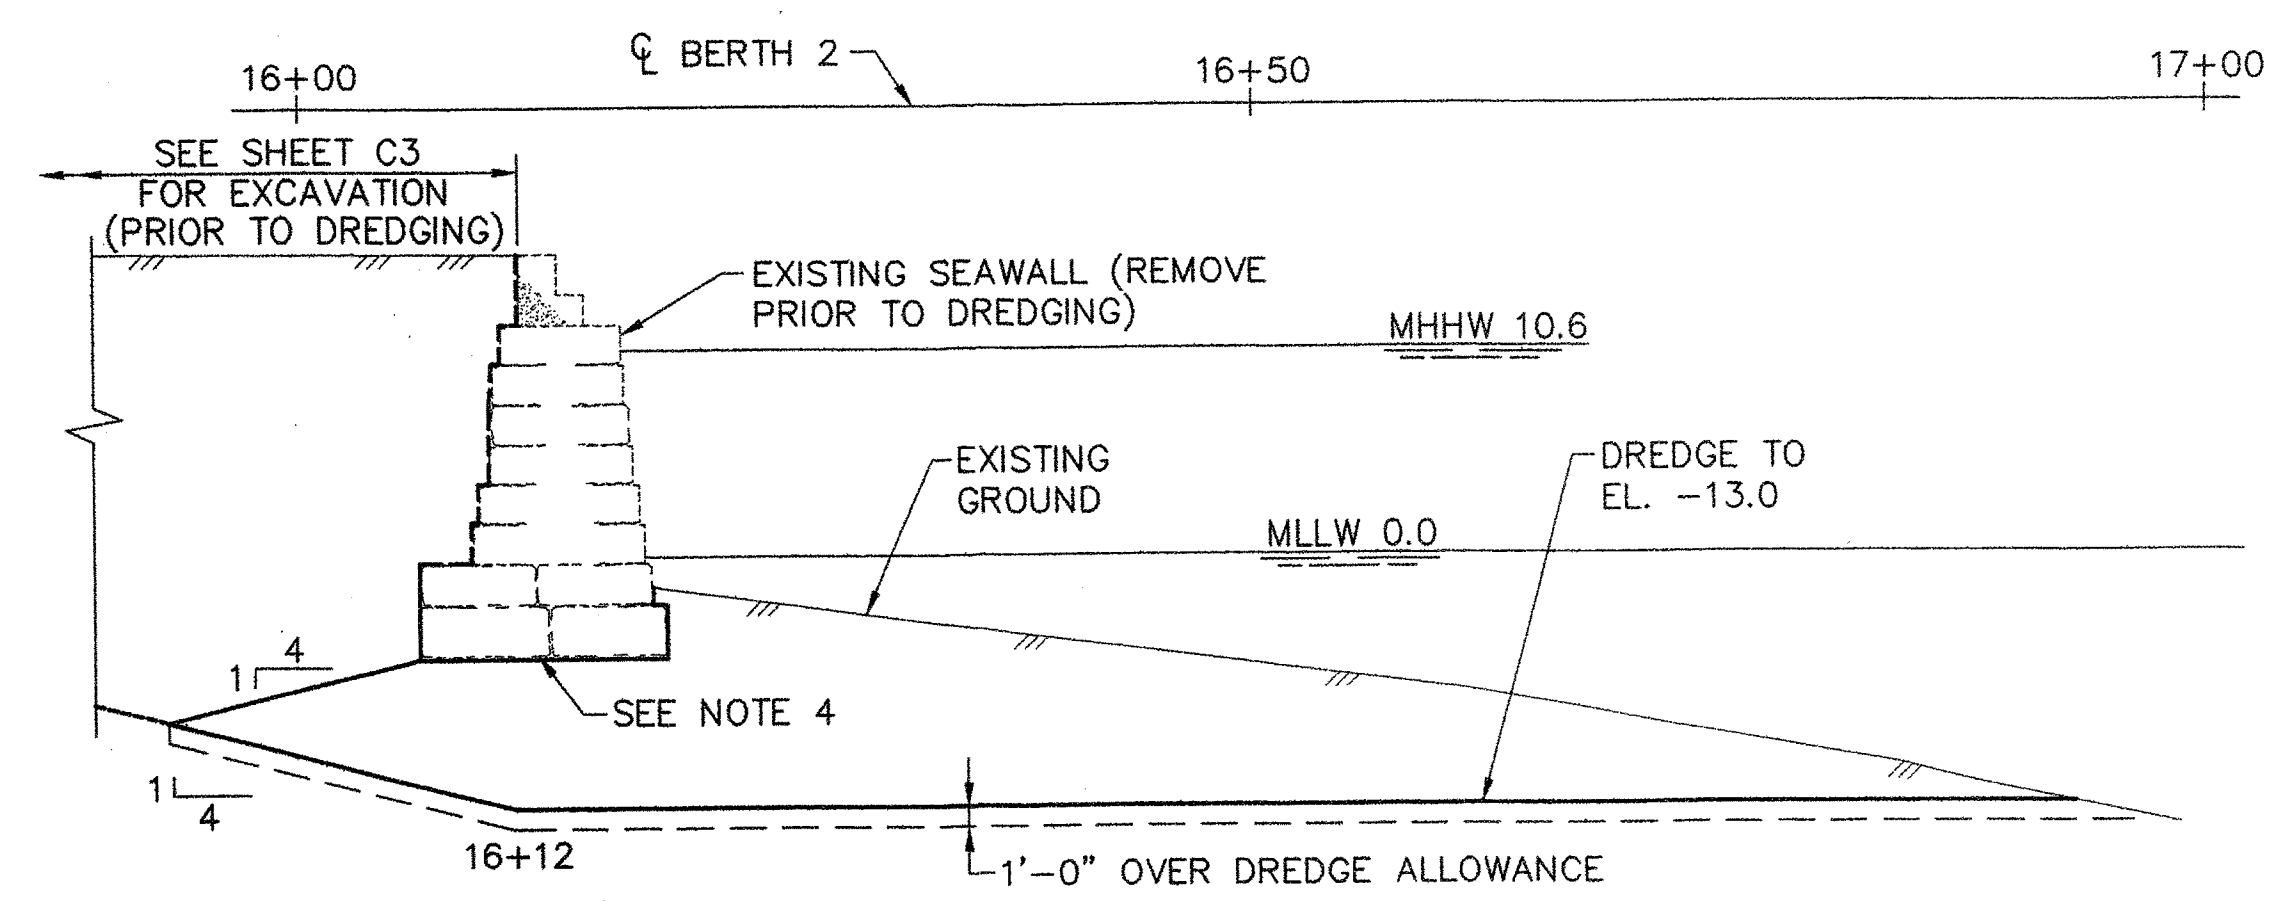 ℄ BERTH 2
16+00
16+50
17+00
SEE SHEET C3
FOR EXCAVATION
(PRIOR TO DREDGING)
EXISTING SEAWALL (REMOVE
PRIOR TO DREDGING)
MHHW 10.6
EXISTING
GROUND
DREDGE TO
EL. -13.0
MLLW 0.0
1
4
SEE NOTE 4
1
4
16+12
1'-0" OVER DREDGE ALLOWANCE